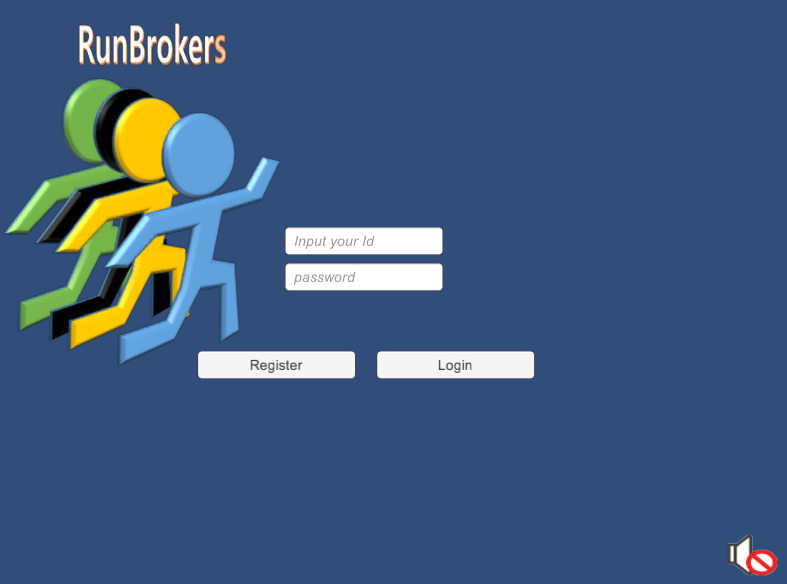 RunBrokers
Input your Id
password
Register
Login